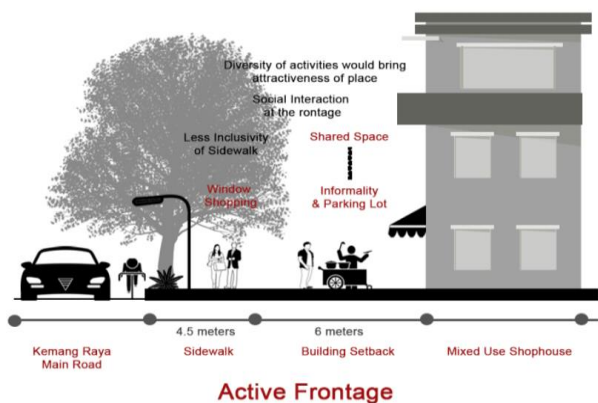 Diversity of activities would bring
attractiveness of place
Social Interaction
at the rontage
Less Inclusivity
of Sidewalk
Shared Space
Window
Shopping
Informality
& Parking Lot
4.5 meters
6 meters
Kemang Raya
Main Road
Sidewalk
Building Setback
Mixed Use Shophouse
Active Frontage